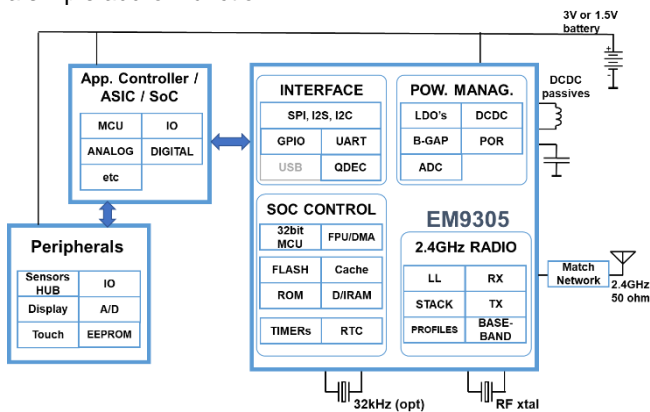 3V or 1.5V
battery
App. Controller /
ASIC / SoC
MCU IO
ANALOG DIGITAL
etc
INTERFACE
SPI, I2S, I2C
GPIO UART
USB QDEC
POW. MANAG.
LDO's DCDC
B-GAP POR
ADC
DCDC
passives
SOC CONTROL
32bit
MCU FPU/DMA
FLASH Cache
ROM D/IRAM
TIMERs RTC
EM9305
2.4GHz RADIO
LL RX
STACK TX
PROFILES BASE-
BAND
Peripherals
Sensors
HUB IO
Display A/D
Touch EEPROM
Match
Network
2.4GHz
50 ohm
32kHz (opt)
RF xtal